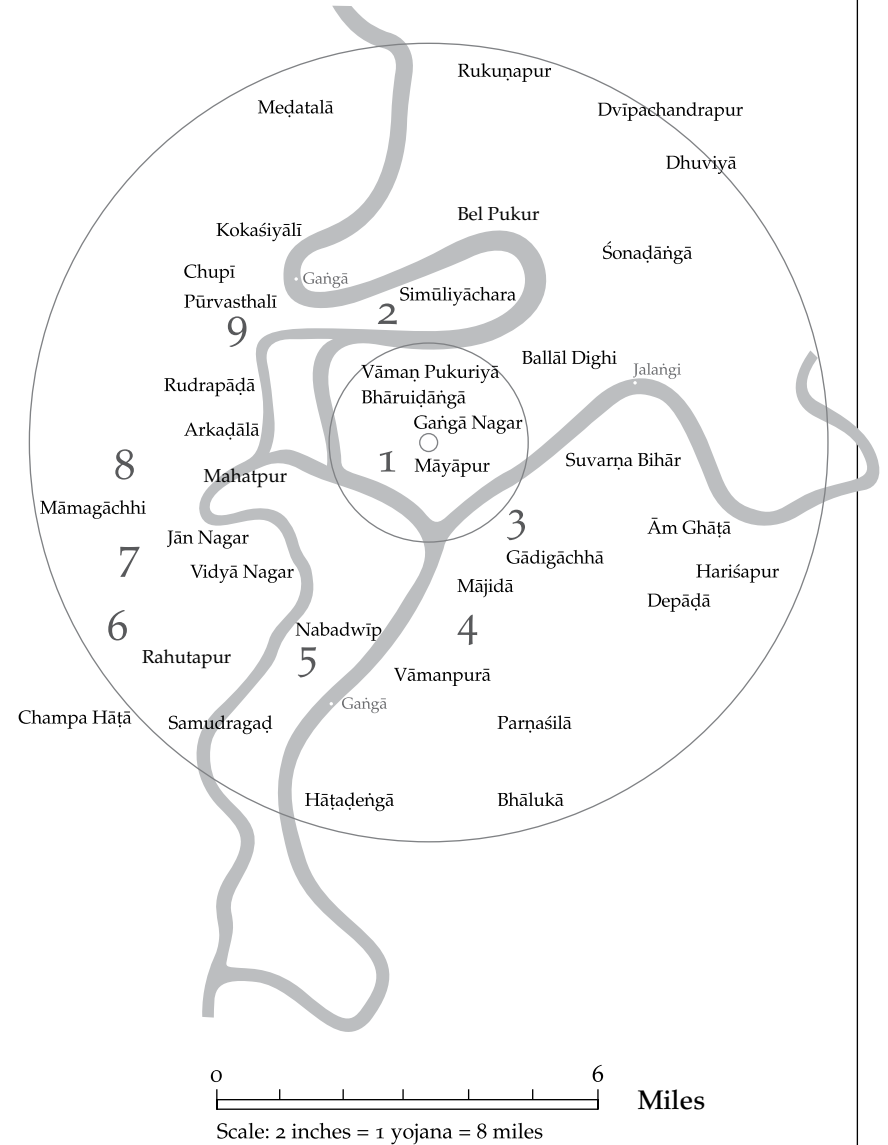 Rukuṇapur
Meḍatalā
Dvīpachandrapur
Dhuviyā
Bel Pukur
Kokaśiyālī
Śonaḍāṅgā
Chupī
Gaṅgā
Simūliyāchara
Pūrvasthalī
2
9
Ballāl Dighi
Vāmaṇ Pukuriyā
Jalaṅgi
Rudrapāḍā
Bhāruiḍāṅgā
Gaṅgā Nagar
Arkaḍālā
Suvarṇa Bihār
1
Māyāpur
8
Mahatpur
Māmagāchhi
3
Ām Ghāṭā
Jān Nagar
Gādigāchhā
7
Vidyā Nagar
Hariśapur
Mājidā
Depāḍā
6
Nabadwīp
4
Rahutapur
5
Vāmanpurā
Gaṅgā
Champa Hāṭā
Samudragaḍ
Parṇaśilā
Hāṭaḍeṅgā
Bhālukā
0 6
Miles
Scale: 2 inches = 1 yojana = 8 miles